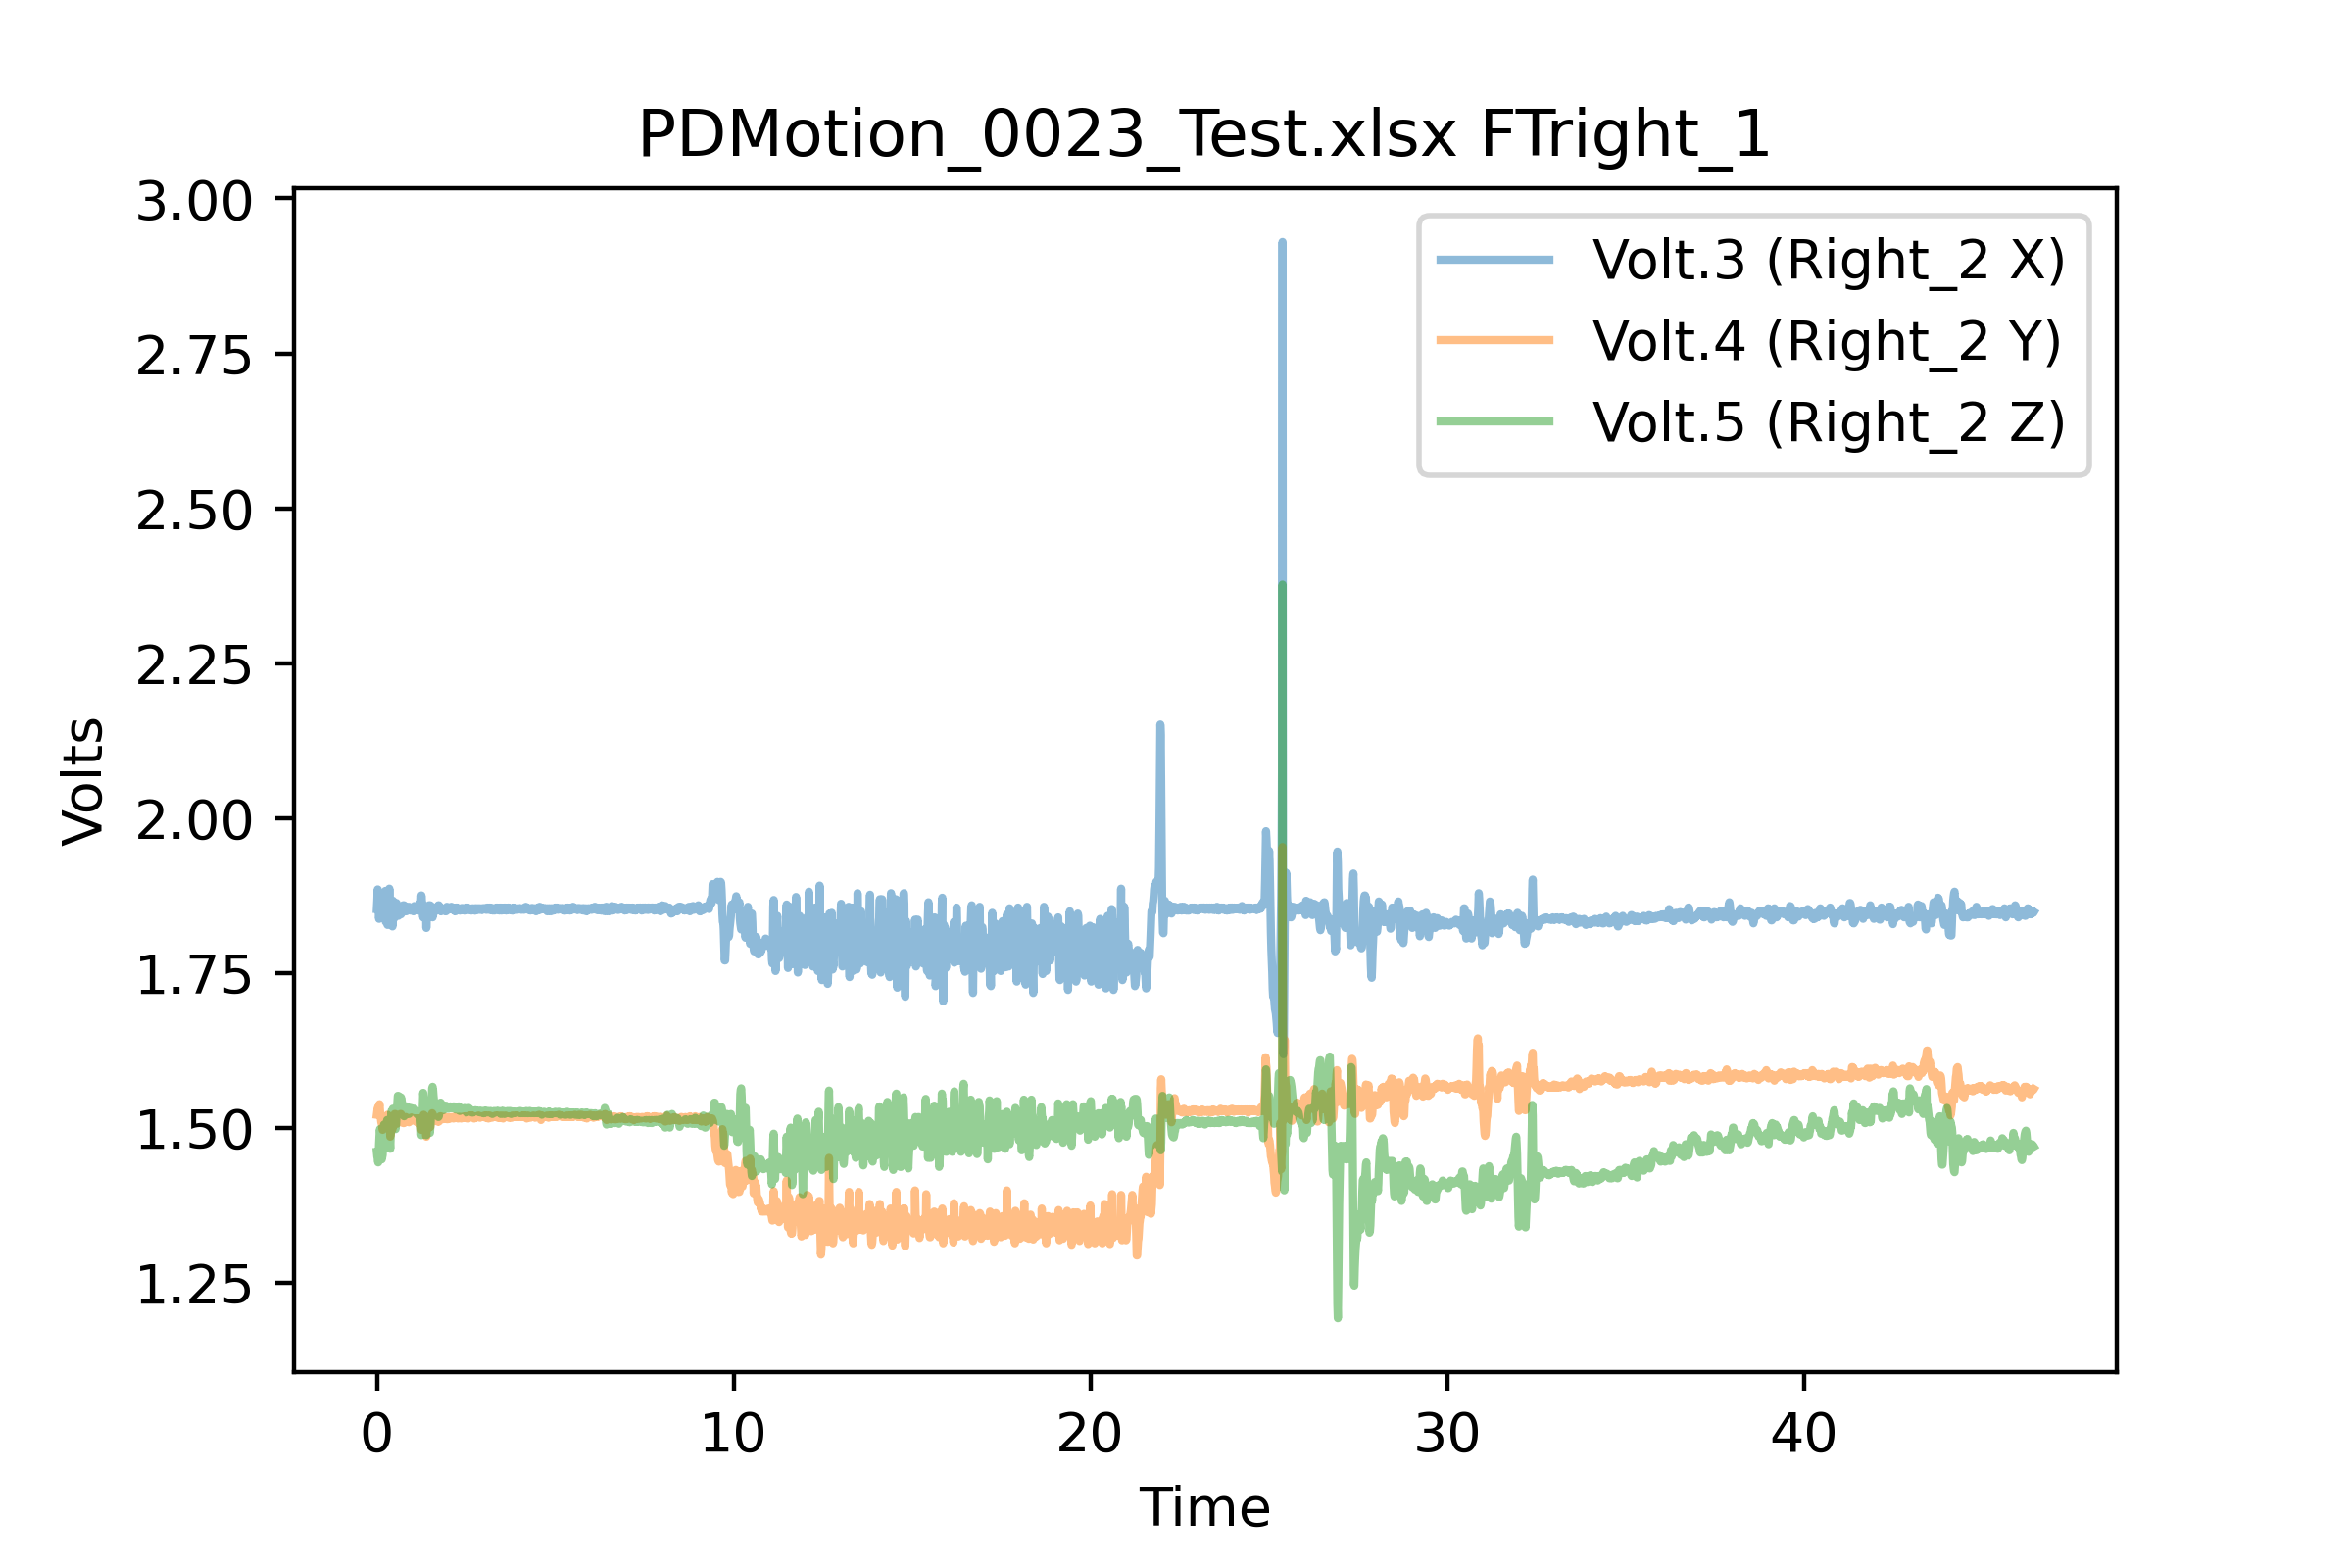 PDMotion_0023_Test.xlsx FTright_1
3.00
2.75
2.50
2.25
2.00
1.75
1.50
1.25
Volts
Volt.3 (Right_2 X)
Volt.4 (Right_2 Y)
Volt.5 (Right_2 Z)
0 10 20 30 40
Time